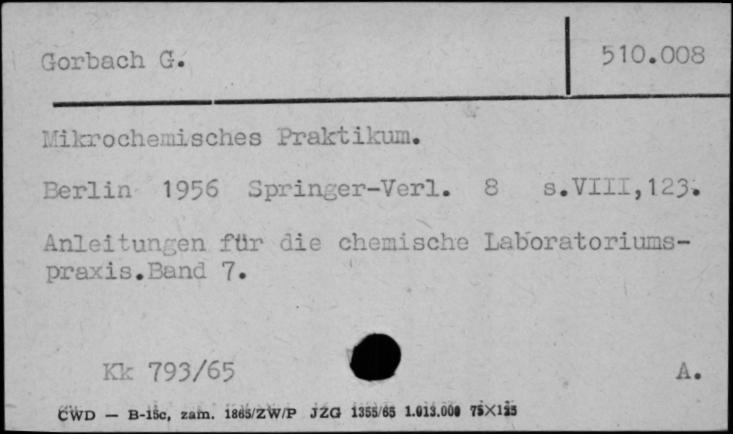 Gorbach G. 510.008
Mikrochemisches Praktikum.
Berlin 1956 Springer-Verl. 8 s.VIII,123.
Anleitungen für die chemische Laboratoriums-
praxis.Band 7.
Kk 793/65 A.
CWD — B-15c, zam. 1865/ZW/P JZG 1355/65 1.013.000 75×125